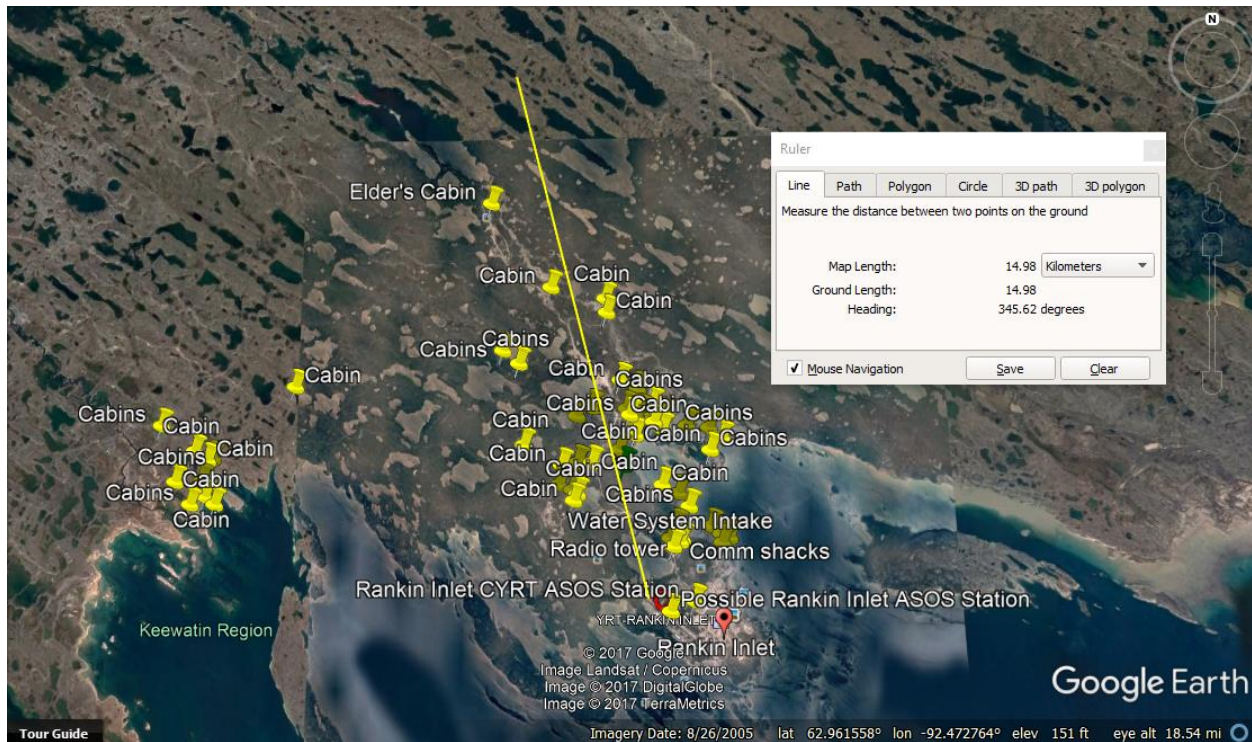 N
Ruler
Line Path Polygon Circle 3D path 3D polygon
Measure the distance between two points on the ground
Map Length: 14.98 Kilometers
Ground Length: 14.98
Heading: 345.62 degrees
Mouse Navigation Save Clear
Elder's Cabin
Cabin Cabin
Cabin
Cabins Cabins
Cabin
Cabin
Cabins
Cabins
Cabin
Cabins Cabin Cabins
Cabin
Cabin Cabin Cabins
Cabin
Cabins
Cabin
Cabin
Cabin Cabin
Cabin
Cabin
Cabins
Cabin
Cabins
Cabin
Water System Intake
Radio tower Comm shacks
Rankin Inlet CYRT ASOS Station Possible Rankin Inlet ASOS Station
YRT-RANKIN INLET
Keewatin Region
Rankin Inlet
© 2017 Google
Image Landsat / Copernicus
Image © 2017 DigitalGlobe
Image © 2017 TerraMetrics
Google Earth
Tour Guide
Imagery Date: 8/26/2005 lat 62.961558° lon -92.472764° elev 151 ft eye alt 18.54 mi